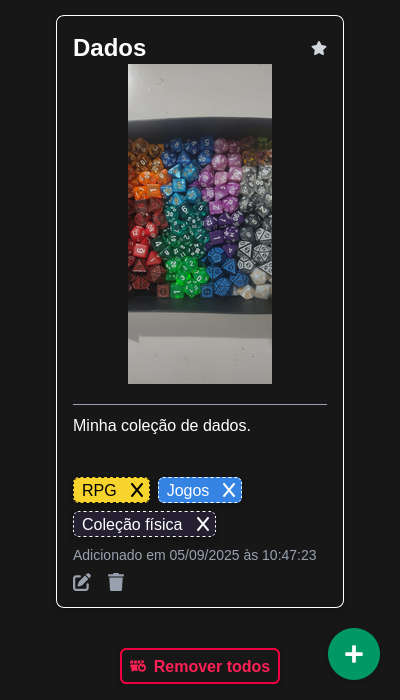 Dados
Minha coleção de dados.
RPG X
Jogos X
Coleção física X
Adicionado em 05/09/2025 às 10:47:23
Remover todos